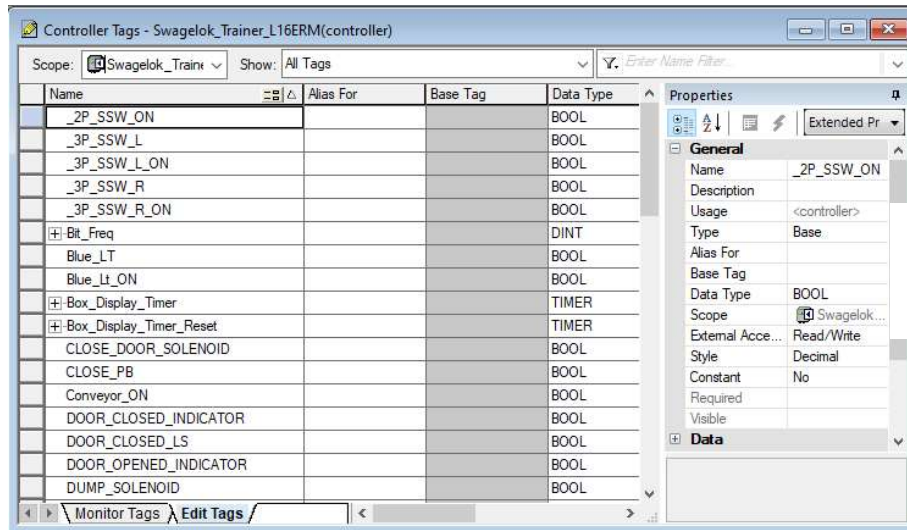 Controller Tags - Swagelok_Trainer_L16ERM(controller)
Scope: Swagelok_Traine Show: All Tags Enter Name Filter...
Name Alias For Base Tag Data Type
_2P_SSW_ON BOOL
_3P_SSW_L BOOL
_3P_SSW_L_ON BOOL
_3P_SSW_R BOOL
_3P_SSW_R_ON BOOL
Bit_Freq DINT
Blue_LT BOOL
Blue_Lt_ON BOOL
Box_Display_Timer TIMER
Box_Display_Timer_Reset TIMER
CLOSE_DOOR_SOLENOID BOOL
CLOSE_PB BOOL
Conveyor_ON BOOL
DOOR_CLOSED_INDICATOR BOOL
DOOR_CLOSED_LS BOOL
DOOR_OPENED_INDICATOR BOOL
DUMP_SOLENOID BOOL
Monitor Tags Edit Tags
Properties
Extended Pr
General
Name _2P_SSW_ON
Description
Usage <controller>
Type Base
Alias For
Base Tag
Data Type BOOL
Scope Swagelok...
External Acce... Read/Write
Style Decimal
Constant No
Required
Visible
Data